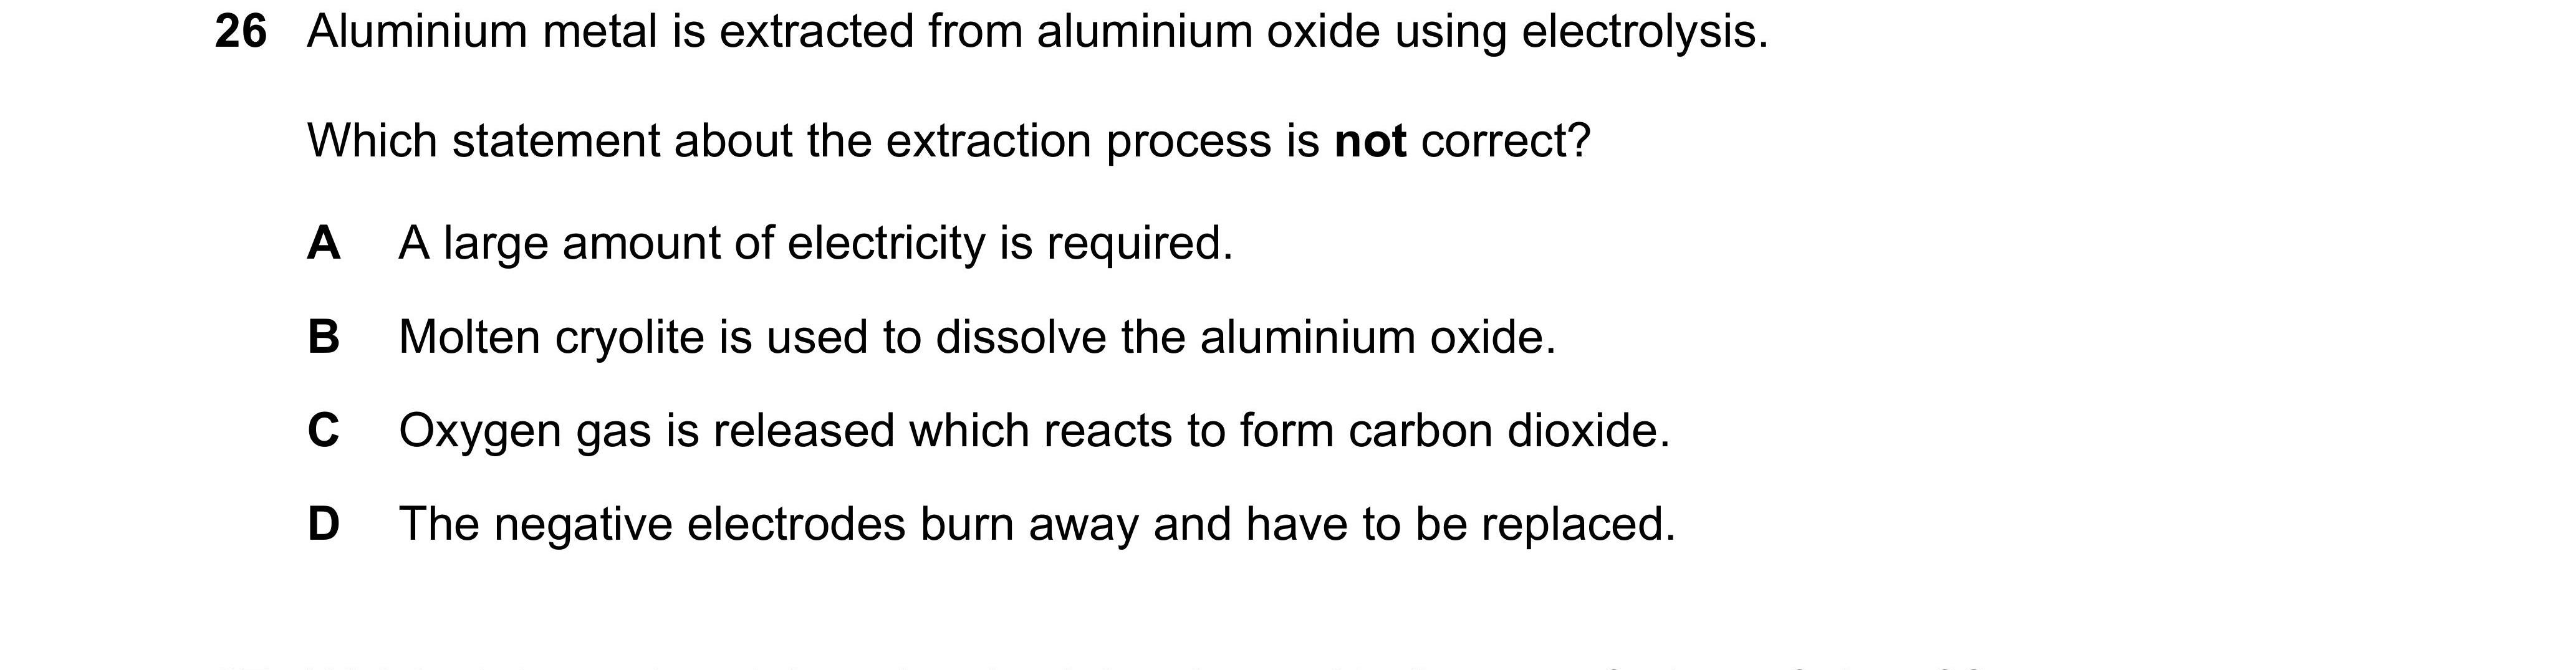 26 Aluminium metal is extracted from aluminium oxide using electrolysis.
Which statement about the extraction process is not correct?
A A large amount of electricity is required.
B Molten cryolite is used to dissolve the aluminium oxide.
C Oxygen gas is released which reacts to form carbon dioxide.
D The negative electrodes burn away and have to be replaced.